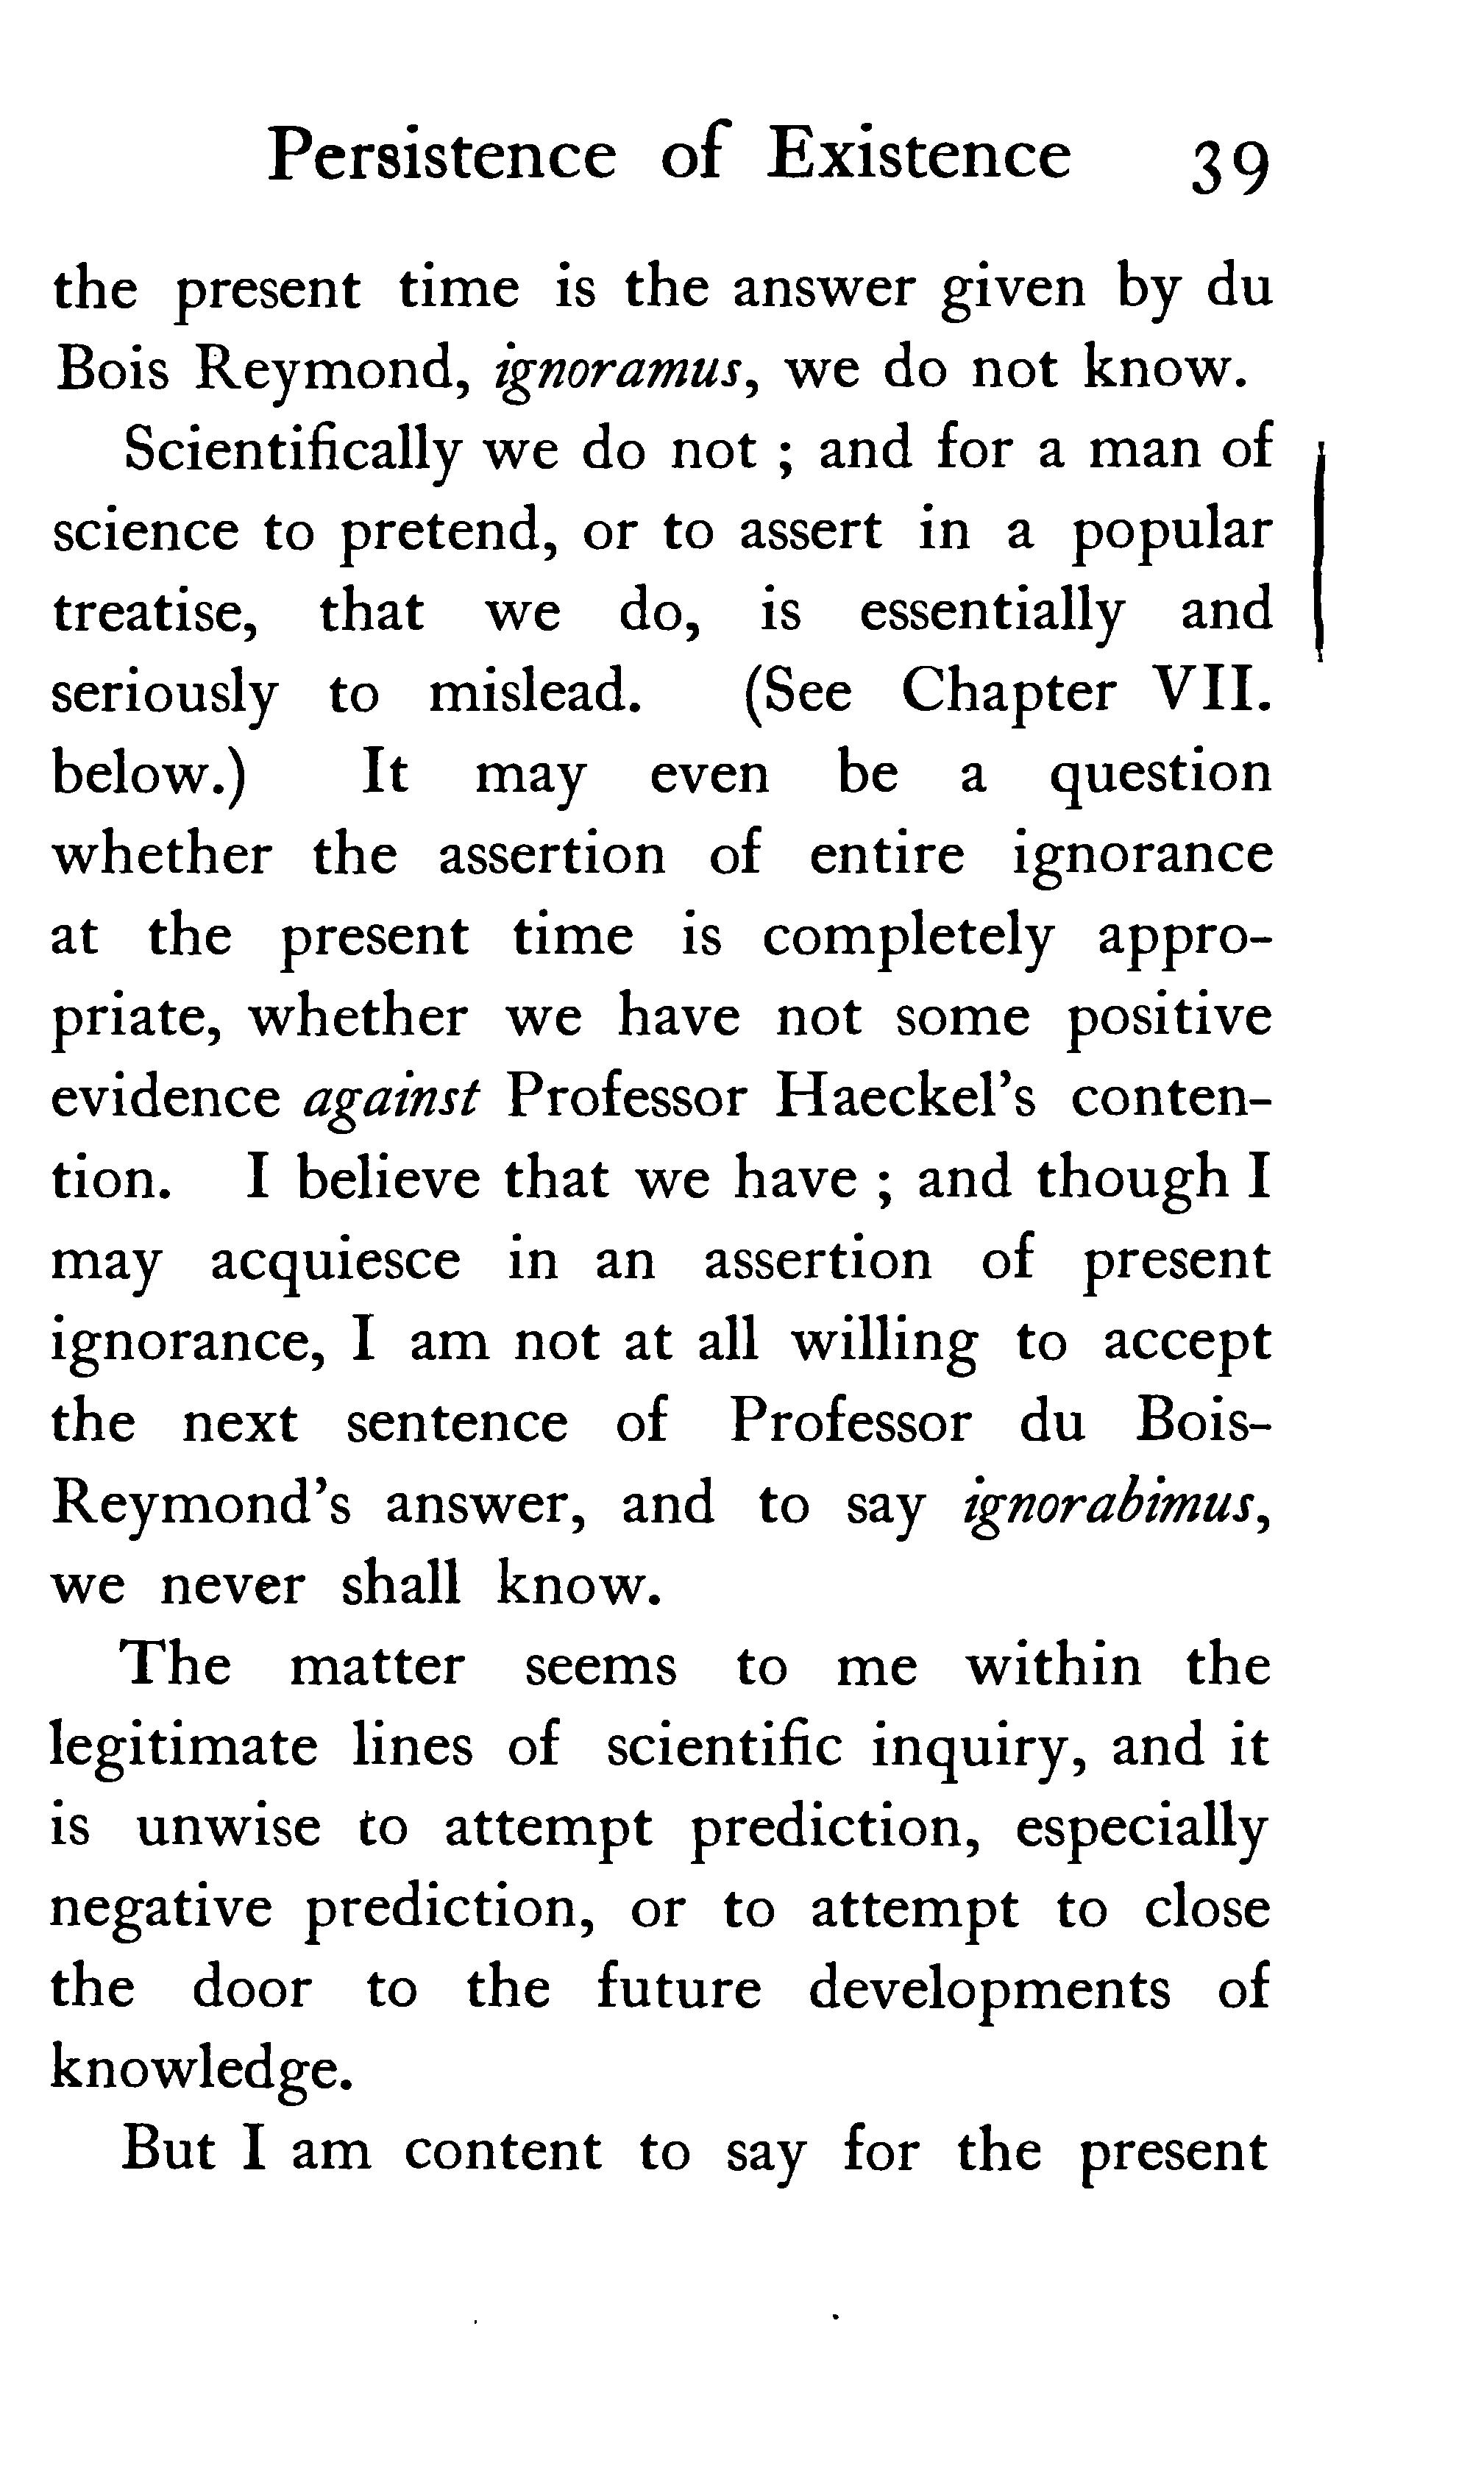 Persistence of Existence 39
the present time is the answer given by du
Bois Reymond, ignoramus, we do not know.
Scientifically we do not ; and for a man of
science to pretend, or to assert in a popular
treatise, that we do, is essentially and
seriously to mislead. (See Chapter VII.
below.) It may even be a question
whether the assertion of entire ignorance
at the present time is completely appro-
priate, whether we have not some positive
evidence against Professor Haeckel's conten-
tion. I believe that we have ; and though I
may acquiesce in an assertion of present
ignorance, I am not at all willing to accept
the next sentence of Professor du Bois-
Reymond's answer, and to say ignorabimus,
we never shall know.
The matter seems to me within the
legitimate lines of scientific inquiry, and it
is unwise to attempt prediction, especially
negative prediction, or to attempt to close
the door to the future developments of
knowledge.
But I am content to say for the present